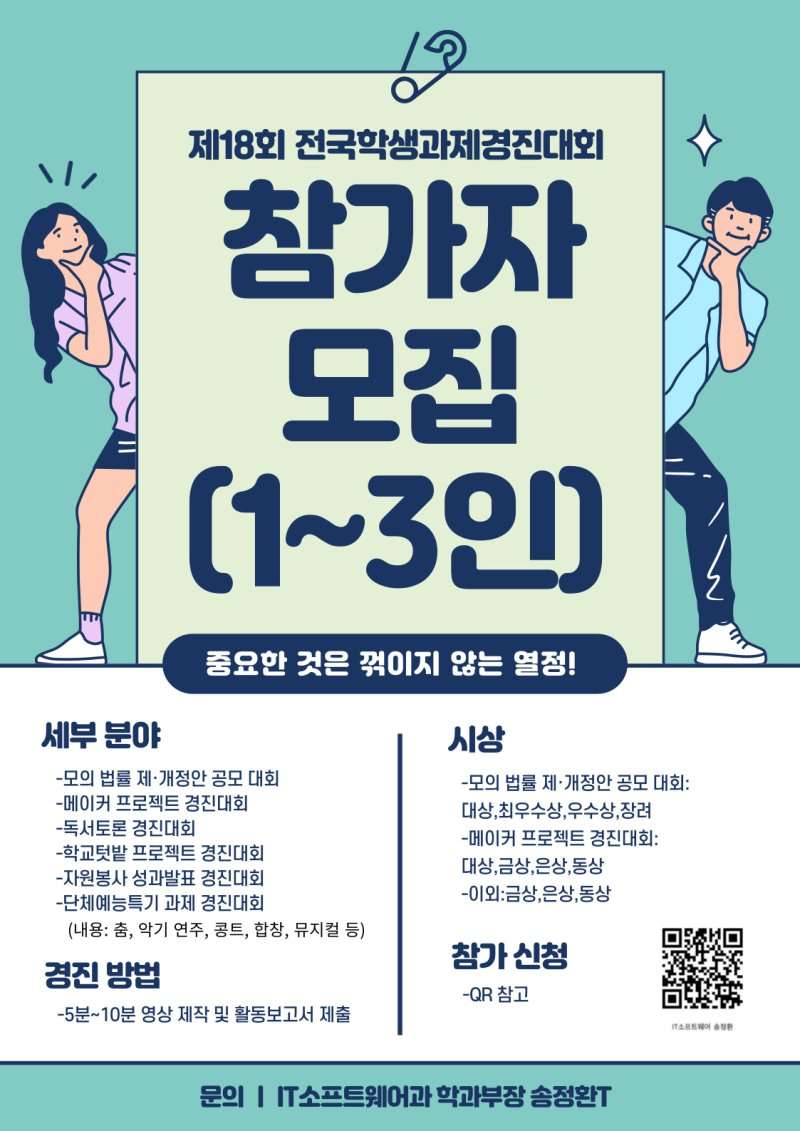 제18회 전국학생과제경진대회
참가자
모집
(1~3인)
중요한 것은 꺾이지 않는 열정!
세부 분야
-모의 법률 제·개정안 공모 대회
-메이커 프로젝트 경진대회
-독서토론 경진대회
-학교텃밭 프로젝트 경진대회
-자원봉사 성과발표 경진대회
-단체예능특기 과제 경진대회
(내용: 춤, 악기 연주, 콩트, 합창, 뮤지컬 등)
경진 방법
-5분~10분 영상 제작 및 활동보고서 제출
시상
-모의 법률 제·개정안 공모 대회:
대상,최우수상,우수상,장려
-메이커 프로젝트 경진대회:
대상,금상,은상,동상
-이외:금상,은상,동상
참가 신청
-QR 참고
IT소프트웨어 송정환
문의 | IT소프트웨어과 학과부장 송정환T